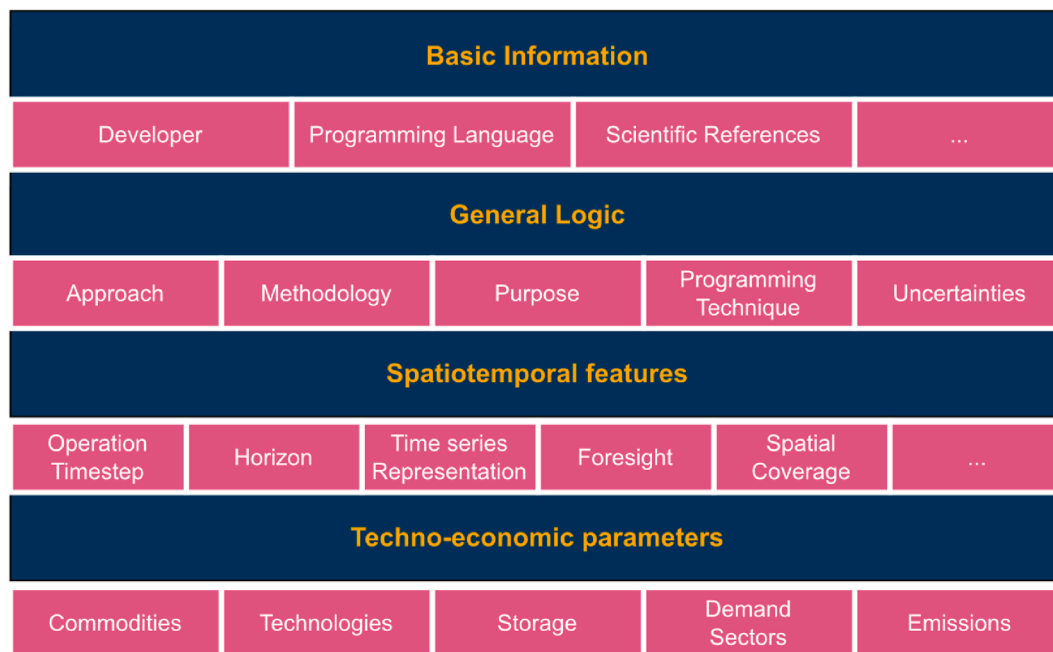 Basic Information
Developer
Programming Language
Scientific References
...
General Logic
Approach
Methodology
Purpose
Programming
Technique
Uncertainties
Spatiotemporal features
Operation
Timestep
Horizon
Time series
Representation
Foresight
Spatial
Coverage
...
Techno-economic parameters
Commodities
Technologies
Storage
Demand
Sectors
Emissions